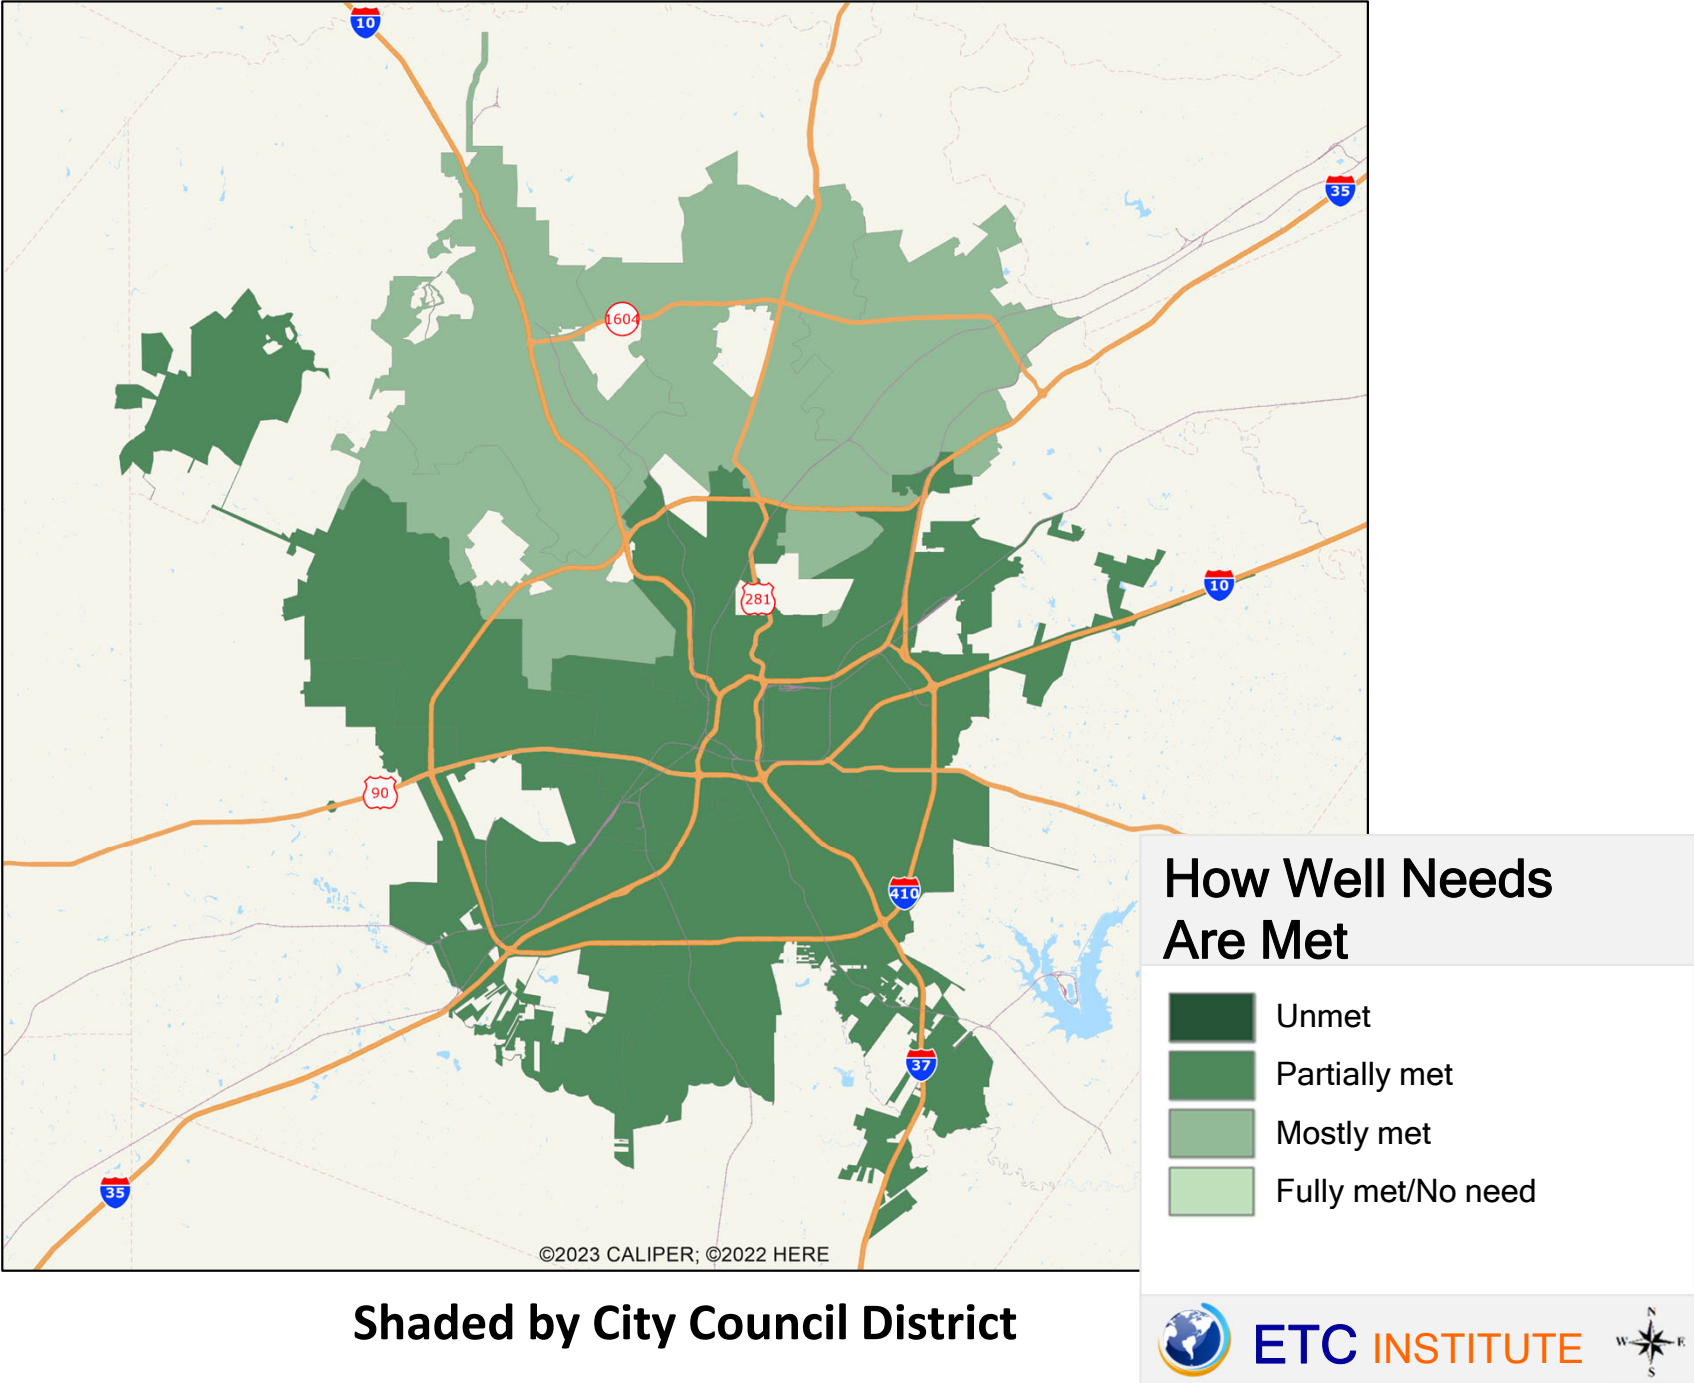 10
35
1604
10
281
90
410
37
35
©2023 CALIPER; ©2022 HERE
How Well Needs
Are Met
Unmet
Partially met
Mostly met
Fully met/No need
Shaded by City Council District
ETC INSTITUTE
N
W E
S